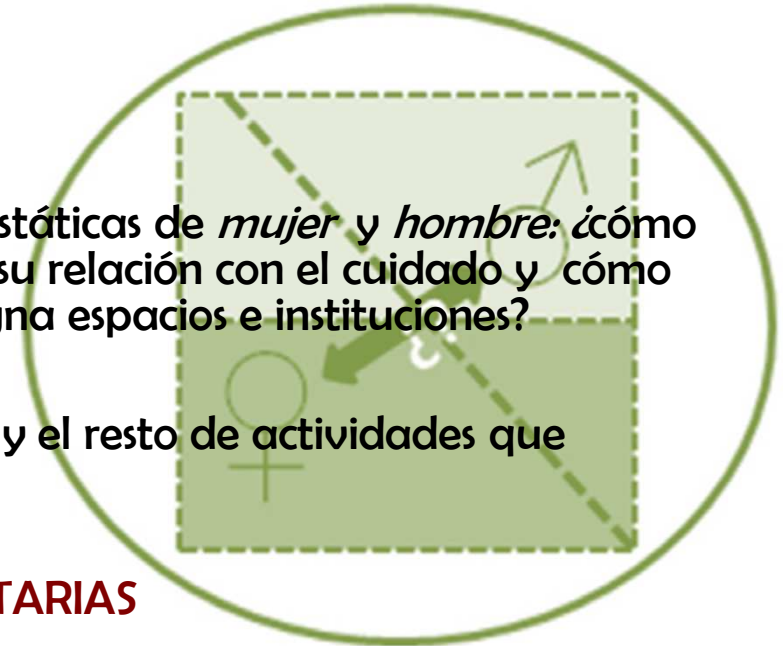 státicas de mujer y hombre: ¿cómo
su relación con el cuidado y cómo
gna espacios e instituciones?
?
y el resto de actividades que
TARIAS